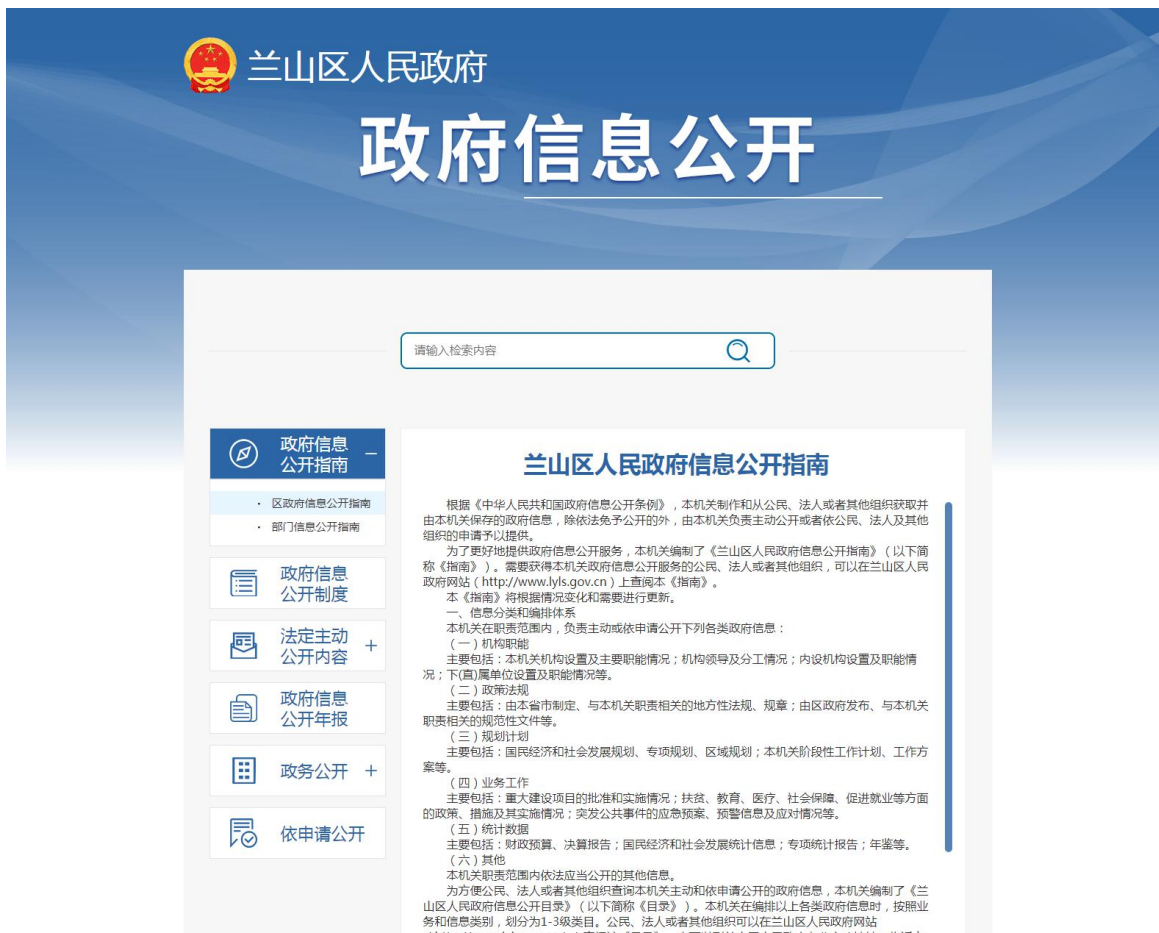 兰山区人民政府
政府信息公开
请输入检索内容
政府信息
公开指南
· 区政府信息公开指南
· 部门信息公开指南
政府信息
公开制度
法定主动
公开内容
政府信息
公开年报
政务公开
依申请公开
兰山区人民政府信息公开指南
根据《中华人民共和国政府信息公开条例》，本机关制作和从公民、法人或者其他组织获取并
由本机关保存的政府信息，除依法免予公开的外，由本机关负责主动公开或者依公民、法人及其他
组织的申请予以提供。
为了更好地提供政府信息公开服务，本机关编制了《兰山区人民政府信息公开指南》（以下简
称《指南》）。需要获得本机关政府信息公开服务的公民、法人或者其他组织，可以在兰山区人民
政府网站（http://www.lyls.gov.cn）上查阅本《指南》。
本《指南》将根据情况变化和需要进行更新。
一、信息分类和编排体系
本机关在职责范围内，负责主动或依申请公开下列各类政府信息：
（一）机构职能
主要包括：本机关机构设置及主要职能情况；机构领导及分工情况；内设机构设置及职能情
况；下(直)属单位设置及职能情况等。
（二）政策法规
主要包括：由本省市制定、与本机关职责相关的地方性法规、规章；由区政府发布、与本机关
职责相关的规范性文件等。
（三）规划计划
主要包括：国民经济和社会发展规划、专项规划、区域规划；本机关阶段性工作计划、工作方
案等。
（四）业务工作
主要包括：重大建设项目的批准和实施情况；扶贫、教育、医疗、社会保障、促进就业等方面
的政策、措施及其实施情况；突发公共事件的应急预案、预警信息及应对情况等。
（五）统计数据
主要包括：财政预算、决算报告；国民经济和社会发展统计信息；专项统计报告；年鉴等。
（六）其他
本机关职责范围内依法应当公开的其他信息。
为方便公民、法人或者其他组织查询本机关主动和依申请公开的政府信息，本机关编制了《兰
山区人民政府信息公开目录》（以下简称《目录》）。本机关在编排以上各类政府信息时，按照业
务和信息类别，划分为1-3级类目。公民、法人或者其他组织可以在兰山区人民政府网站